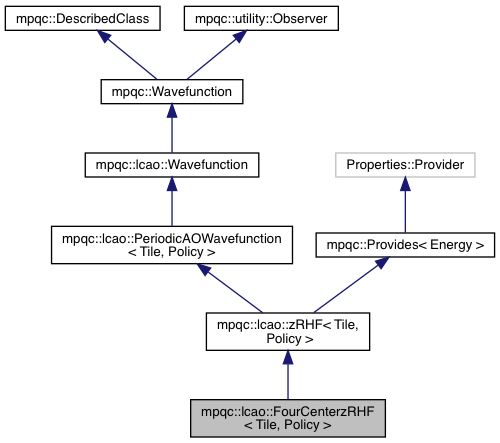 mpqc::DescribedClass
mpqc::utility::Observer
mpqc::Wavefunction
mpqc::lcao::Wavefunction
Properties::Provider
mpqc::lcao::PeriodicAOWavefunction
< Tile, Policy >
mpqc::Provides< Energy >
mpqc::lcao::zRHF< Tile,
Policy >
mpqc::lcao::FourCenterzRHF
< Tile, Policy >